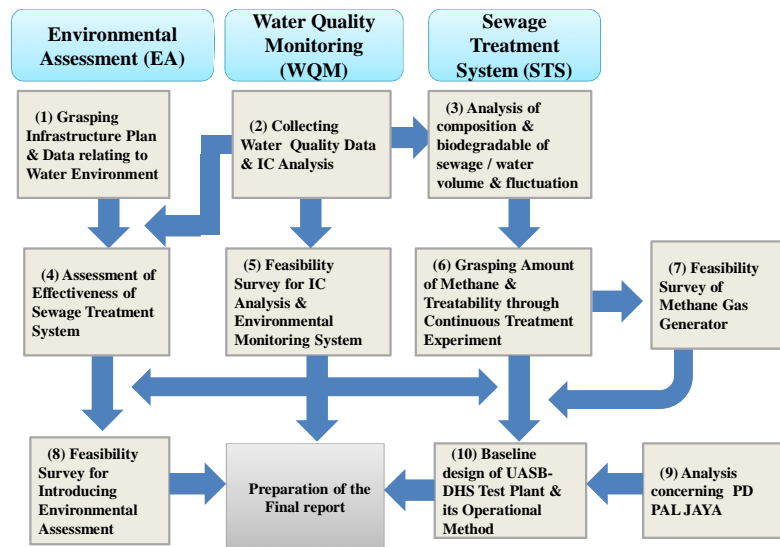 Environmental
Assessment (EA)
Water Quality
Monitoring
(WQM)
Sewage
Treatment
System (STS)
(1) Grasping
Infrastructure Plan
& Data relating to
Water Environment
(2) Collecting
Water Quality Data
& IC Analysis
(3) Analysis of
composition &
biodegradable of
sewage / water
volume & fluctuation
(4) Assessment of
Effectiveness of
Sewage Treatment
System
(5) Feasibility
Survey for IC
Analysis &
Environmental
Monitoring System
(6) Grasping Amount
of Methane &
Treatability through
Continuous Treatment
Experiment
(7) Feasibility
Survey of
Methane Gas
Generator
(8) Feasibility
Survey for
Introducing
Environmental
Assessment
Preparation of the
Final report
(10) Baseline
design of UASB-
DHS Test Plant &
its Operational
Method
(9) Analysis
concerning PD
PAL JAYA